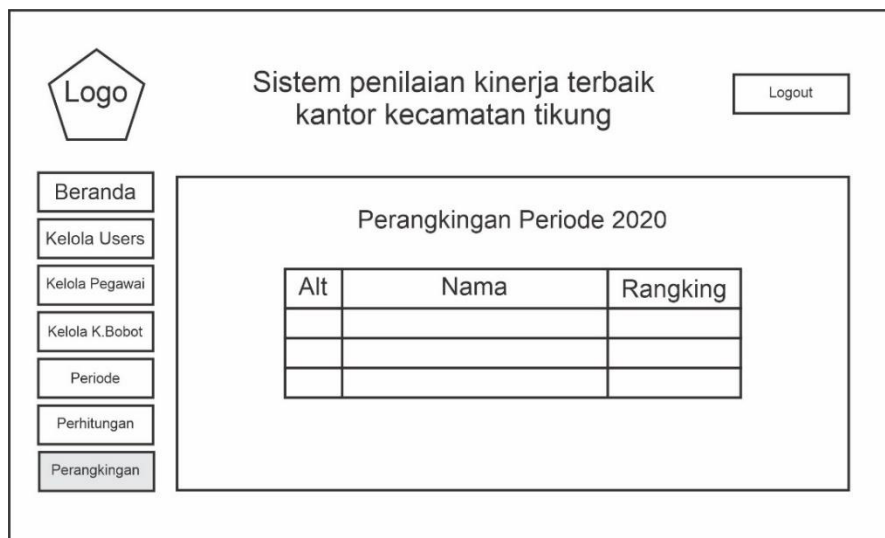 Logo
Sistem penilaian kinerja terbaik
kantor kecamatan tikung
Logout
Beranda
Kelola Users
Kelola Pegawai
Kelola K.Bobot
Periode
Perhitungan
Perangkingan
Perangkingan Periode 2020
Alt Nama Rangking